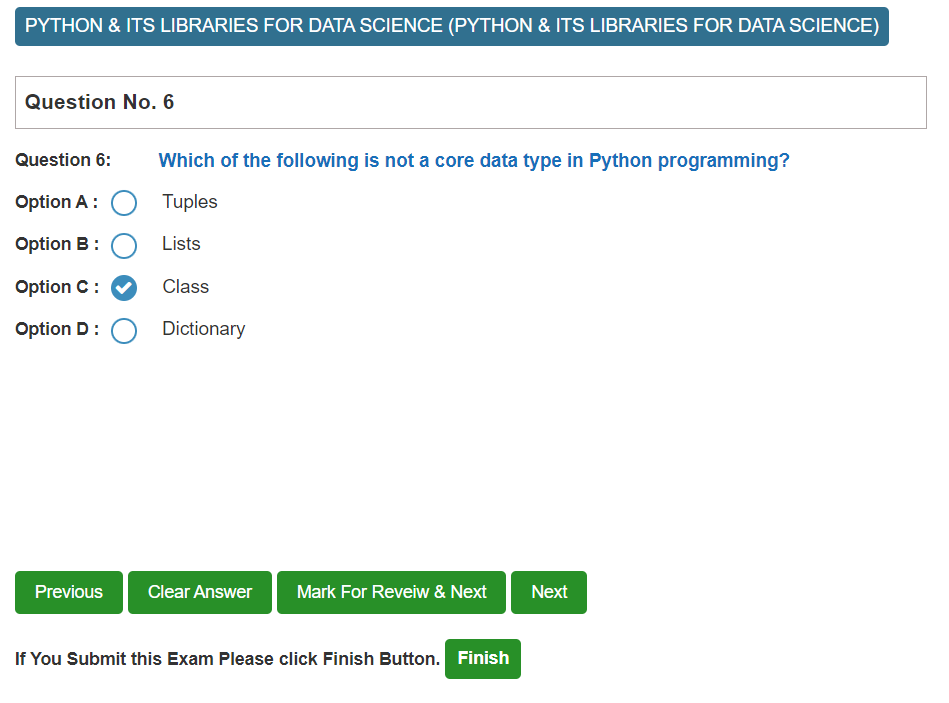 PYTHON & ITS LIBRARIES FOR DATA SCIENCE (PYTHON & ITS LIBRARIES FOR DATA SCIENCE)
Question No. 6
Question 6: Which of the following is not a core data type in Python programming?
Option A : Tuples
Option B : Lists
Option C : Class
Option D : Dictionary
Previous Clear Answer Mark For Reveiw & Next Next
If You Submit this Exam Please click Finish Button. Finish